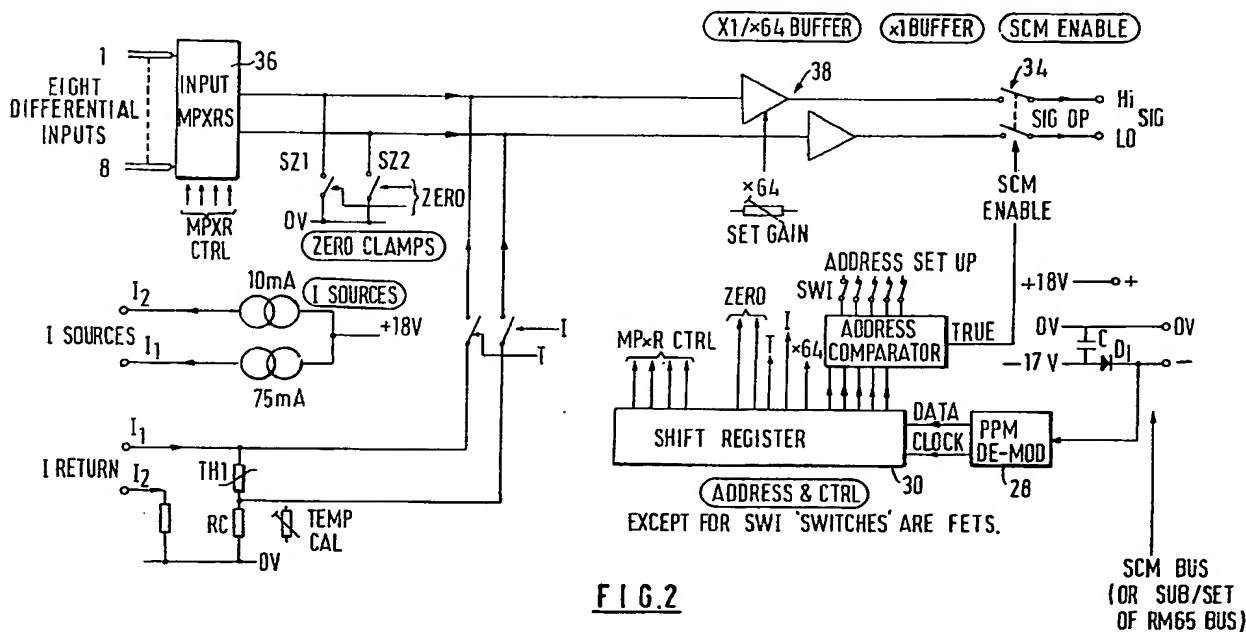 X1/×64 BUFFER
×1 BUFFER
SCM ENABLE
1
EIGHT
DIFFERENTIAL
INPUTS
8
36
INPUT
MPXRS
MPXR
CTRL
SZ1
SZ2
ZERO
0V
ZERO CLAMPS
38
×64
SET GAIN
34
Hi
SIG OP
SIG
LO
SCM
ENABLE
I SOURCES
I2
10mA
I SOURCES
+18V
I1
75mA
I
T
I RETURN
I1
I2
TH1
RC
TEMP
CAL
0V
ADDRESS SET UP
SWI
ADDRESS
COMPARATOR
TRUE
MP×R CTRL
ZERO
T
I
×64
SHIFT REGISTER
30
DATA
CLOCK
PPM
DE-MOD
28
ADDRESS & CTRL
EXCEPT FOR SWI 'SWITCHES' ARE FETS.
+18V
+
0V
0V
C
D1
-17 V
-
SCM BUS
(OR SUB/SET
OF RM65 BUS)
FIG.2